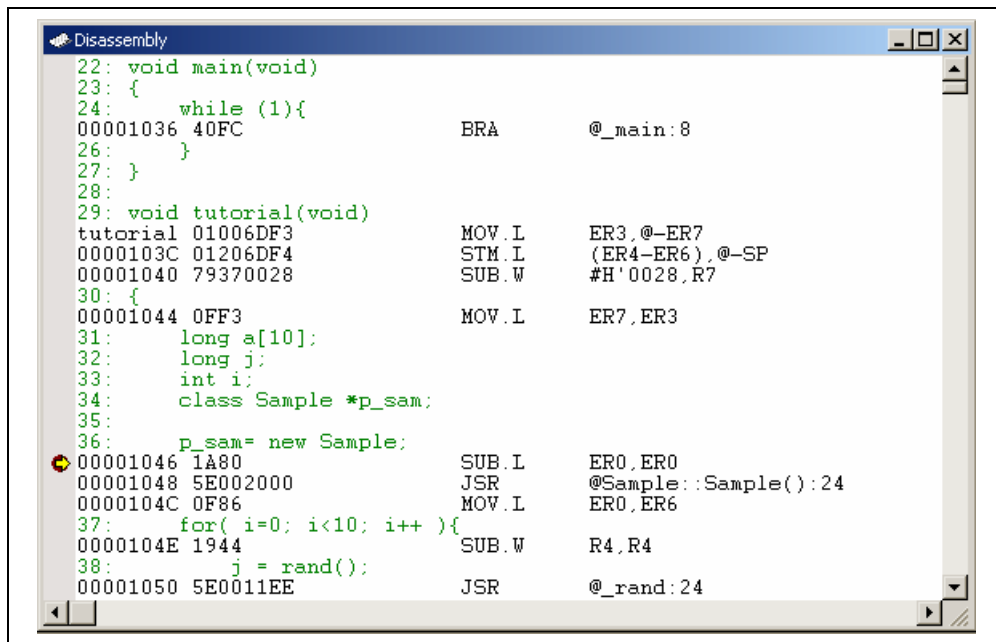 Disassembly
22: void main(void)
23: {
24:     while (1){
00001036 40FC                    BRA      @_main:8
26:     }
27: }
28:
29: void tutorial(void)
tutorial 01006DF3                MOV.L    ER3,@-ER7
0000103C 01206DF4                STM.L    (ER4-ER6),@-SP
00001040 79370028                SUB.W    #H'0028,R7
30: {
00001044 0FF3                    MOV.L    ER7,ER3
31:     long a[10];
32:     long j;
33:     int i;
34:     class Sample *p_sam;
35:
36:     p_sam= new Sample;
00001046 1A80                    SUB.L    ER0,ER0
00001048 5E002000                JSR      @Sample::Sample():24
0000104C 0F86                    MOV.L    ER0,ER6
37:     for( i=0; i<10; i++ ){
0000104E 1944                    SUB.W    R4,R4
38:         j = rand();
00001050 5E0011EE                JSR      @_rand:24